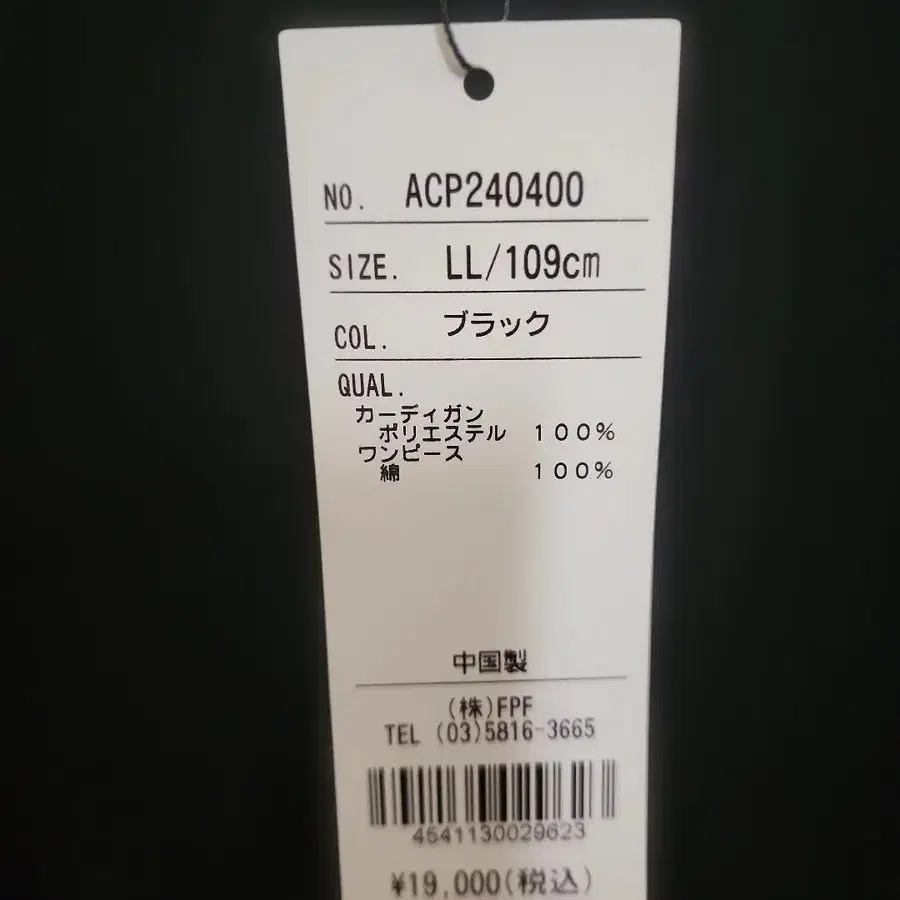 NO. ACP240400
SIZE. LL/109cm
COL. ブラック
QUAL.
カーディガン
ポリエステル 100%
ワンピース
綿 100%
中国製
(株)FPF
TEL (03)5816-3665
4541130029623
¥19,000(税込)